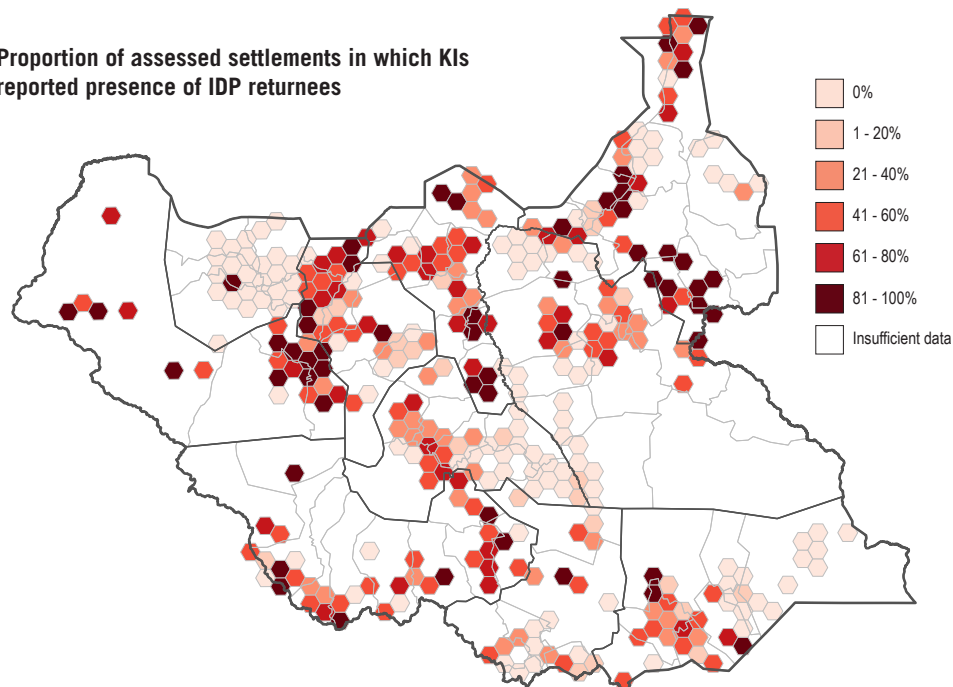 Proportion of assessed settlements in which KIs
reported presence of IDP returnees
0%
1 - 20%
21 - 40%
41 - 60%
61 - 80%
81 - 100%
Insufficient data